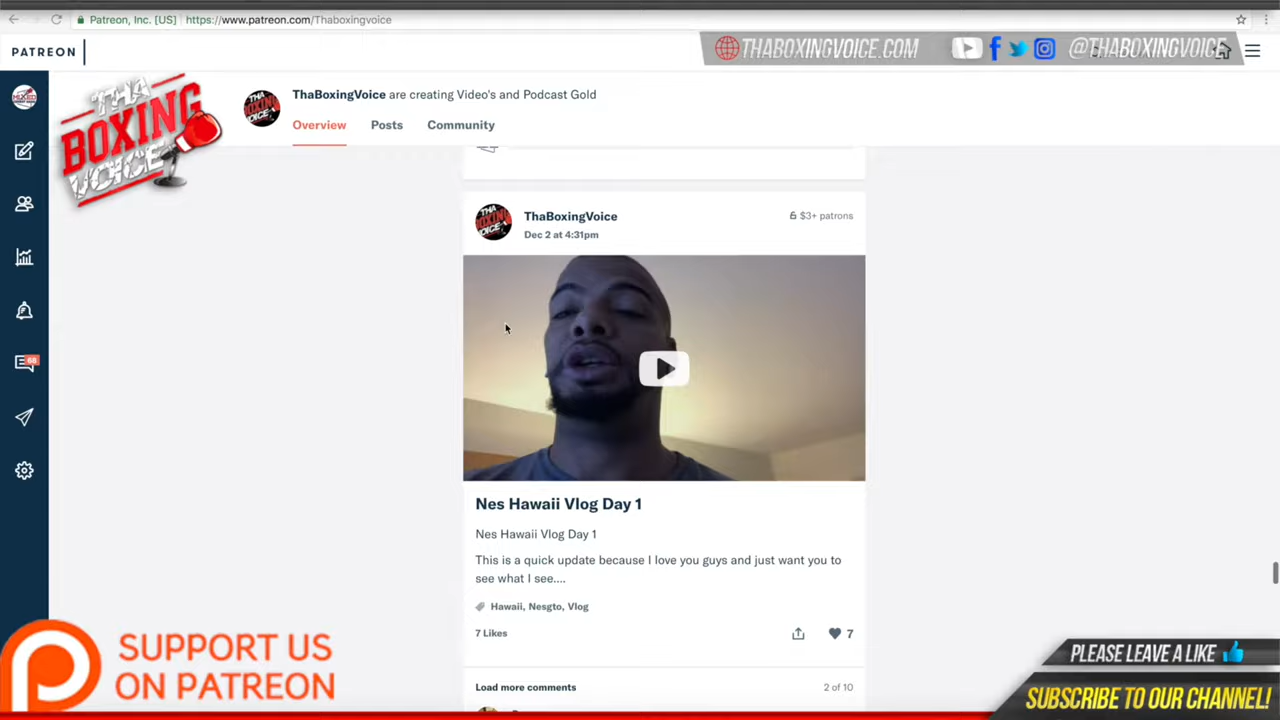 Patreon, Inc. [US]
https://www.patreon.com/Thaboxingvoice
PATREON
THABOXINGVOICE.COM
@THABOXINGVOICE
THA
BOXING
VOICE
ThaBoxingVoice are creating Video's and Podcast Gold
Overview
Posts
Community
ThaBoxingVoice
Dec 2 at 4:31pm
$3+ patrons
68
Nes Hawaii Vlog Day 1
Nes Hawaii Vlog Day 1
This is a quick update because I love you guys and just want you to
see what I see....
Hawaii, Nesgto, Vlog
7 Likes
7
Load more comments
2 of 10
SUPPORT US
ON PATREON
PLEASE LEAVE A LIKE
SUBSCRIBE TO OUR CHANNEL!